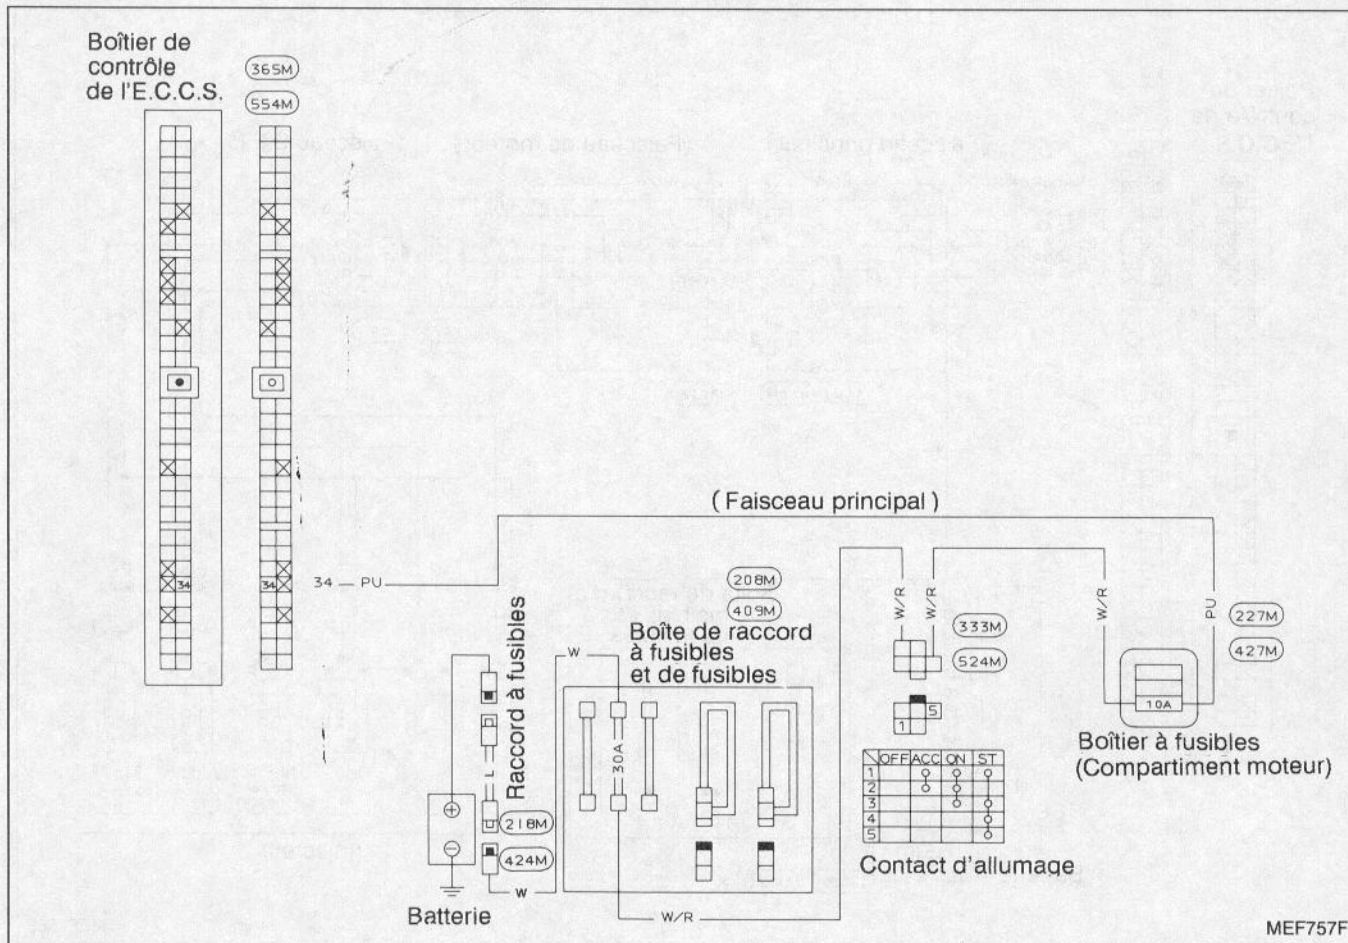 Boîtier de
contrôle
de l'E.C.C.S.
365M
554M
34
34
34 — PU
( Faisceau principal )
208M
409M
Boîte de raccord
à fusibles
et de fusibles
Raccord à fusibles
W
L
30A
218M
424M
W
W/R
Batterie
W/R
W/R
333M
524M
5
1
OFF ACC ON ST
1
2
3
4
5
Contact d'allumage
W/R
PU
227M
427M
10A
Boîtier à fusibles
(Compartiment moteur)
MEF757F